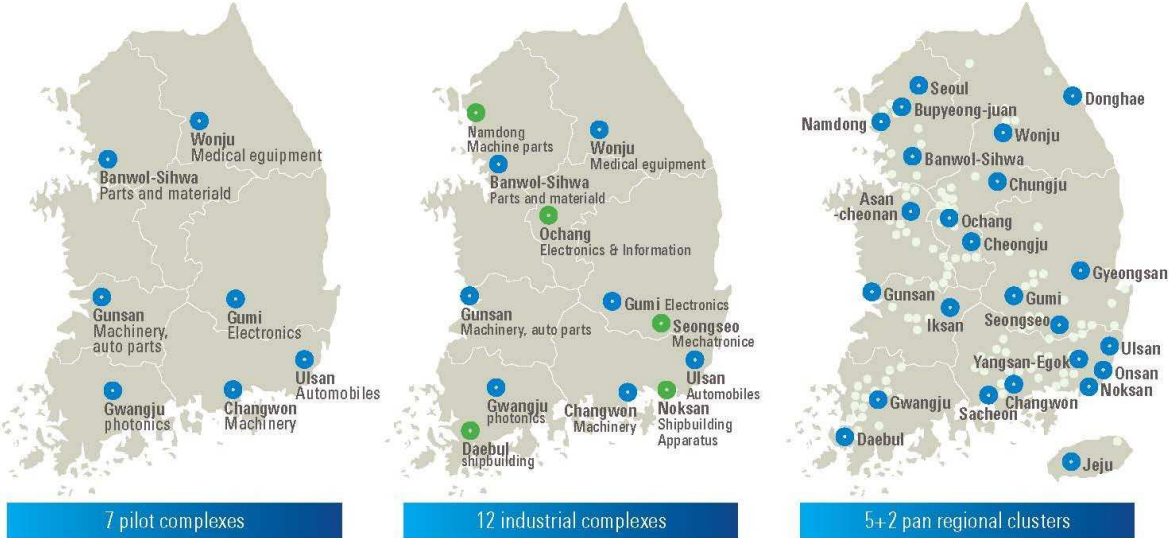 Wonju
Medical eguipment
Banwol-Sihwa
Parts and materiald
Gunsan
Machinery,
auto parts
Gumi
Electronics
Ulsan
Automobiles
Gwangju
photonics
Changwon
Machinery
7 pilot complexes
Namdong
Machine parts
Wonju
Medical eguipment
Banwol-Sihwa
Parts and materiald
Ochang
Electronics & Information
Gunsan
Machinery, auto parts
Gumi Electronics
Seongseo
Mechatronice
Ulsan
Automobiles
Gwangju
photonics
Changwon
Machinery
Noksan
Shipbuilding
Apparatus
Daebul
shipbuilding
12 industrial complexes
Seoul
Bupyeong-juan
Donghae
Namdong
Wonju
Banwol-Sihwa
Chungju
Asan
-cheonan
Ochang
Cheongju
Gyeongsan
Gunsan
Gumi
Iksan
Seongseo
Ulsan
Yangsan-Egok
Onsan
Noksan
Gwangju
Changwon
Sacheon
Daebul
Jeju
5+2 pan regional clusters